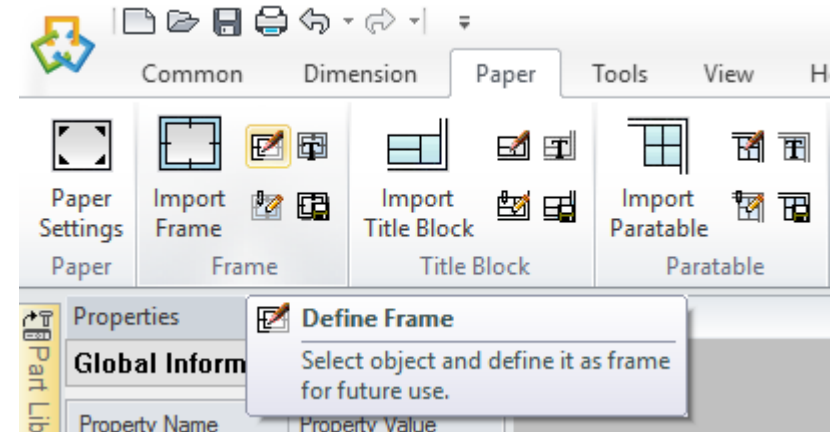 Common Dimension Paper Tools View H
Paper Settings
Import Frame
Import Title Block
Import Paratable
Paper Frame Title Block Paratable
Properties
Global Inform
Property Name Property Value
Part Lib
Define Frame
Select object and define it as frame
for future use.